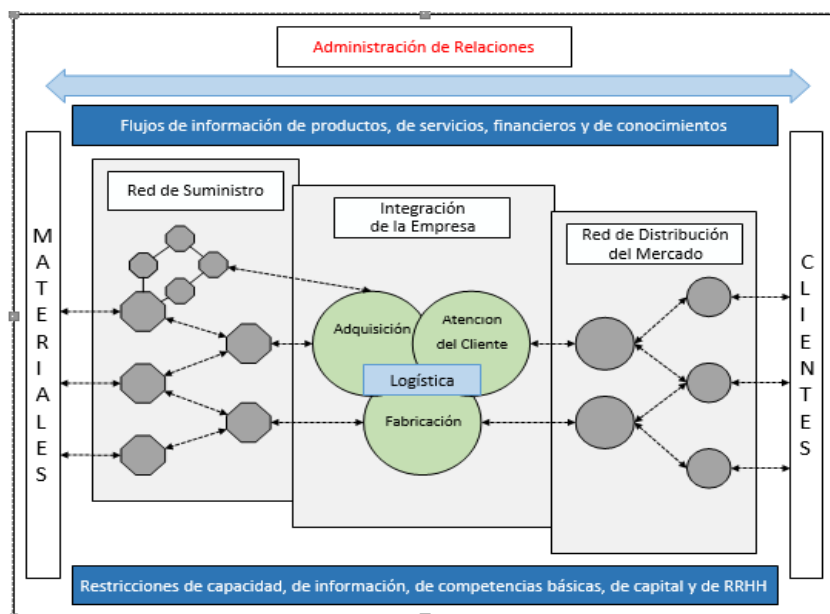 Administración de Relaciones
Flujos de información de productos, de servicios, financieros y de conocimientos
MATERIALES
Red de Suministro
Integración
de la Empresa
Red de Distribución
del Mercado
CLIENTES
Adquisición
Atencion
del Cliente
Logística
Fabricación
Restricciones de capacidad, de información, de competencias básicas, de capital y de RRHH